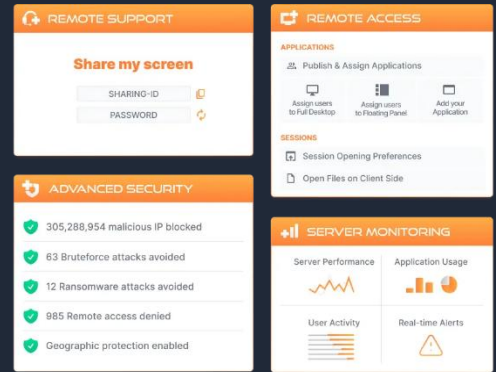 REMOTE SUPPORT
Share my screen
SHARING-ID
PASSWORD
ADVANCED SECURITY
305,288,954 malicious IP blocked
63 Bruteforce attacks avoided
12 Ransomware attacks avoided
985 Remote access denied
Geographic protection enabled
REMOTE ACCESS
APPLICATIONS
Publish & Assign Applications
Assign users
to Full Desktop
Assign users
to Floating Panel
Add your
Application
SESSIONS
Session Opening Preferences
Open Files on Client Side
SERVER MONITORING
Server Performance
Application Usage
User Activity
Real-time Alerts